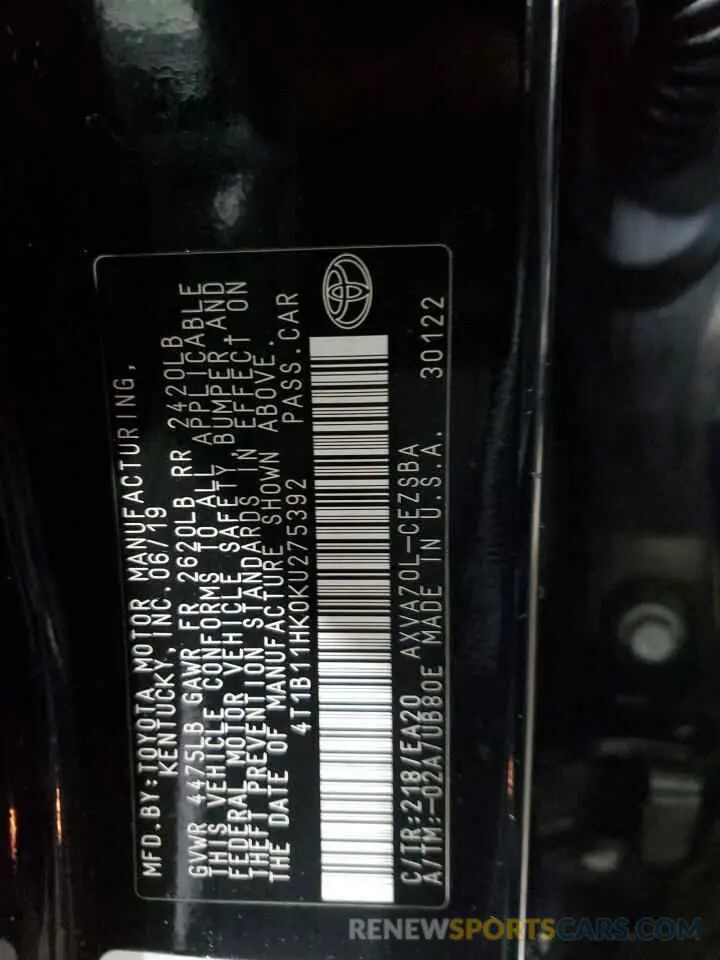 MFD.BY:TOYOTA MOTOR MANUFACTURING,
KENTUCKY, INC. 06/19
GVWR 4475LB GAWR FR 2620LB RR 2420LB
THIS VEHICLE CONFORMS TO ALL APPLICABLE
FEDERAL MOTOR VEHICLE SAFETY, BUMPER, AND
THEFT PREVENTION STANDARDS IN EFFECT ON
THE DATE OF MANUFACTURE SHOWN ABOVE.
4T1B11HK0KU275392 PASS.CAR
C/TR:218/EA20 AXVA70L-CEZSBA
A/TM:-02A/UB80E MADE IN U.S.A. 30122
RENEWSPORTSCARS.COM